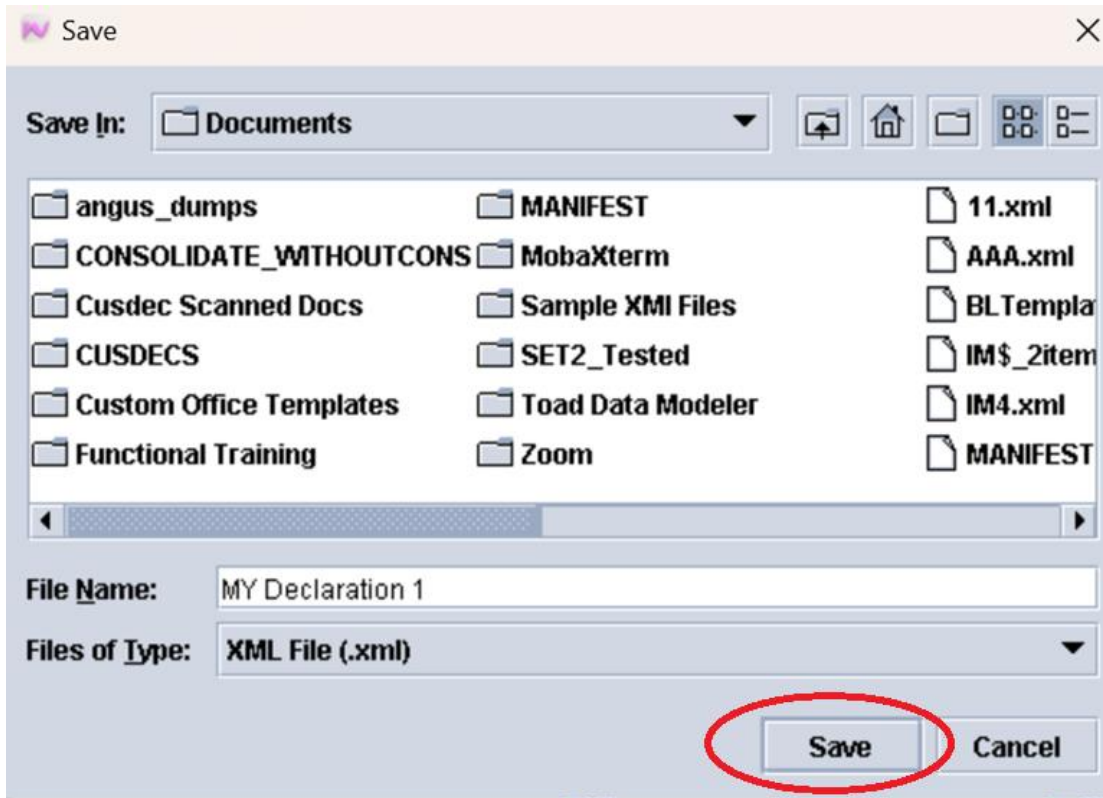 Save
Save In: Documents
angus_dumps MANIFEST 11.xml
CONSOLIDATE_WITHOUTCONS MobaXterm AAA.xml
Cusdec Scanned Docs Sample XMl Files BLTempla
CUSDECS SET2_Tested IM$_2item
Custom Office Templates Toad Data Modeler IM4.xml
Functional Training Zoom MANIFEST
File Name: MY Declaration 1
Files of Type: XML File (.xml)
Save Cancel